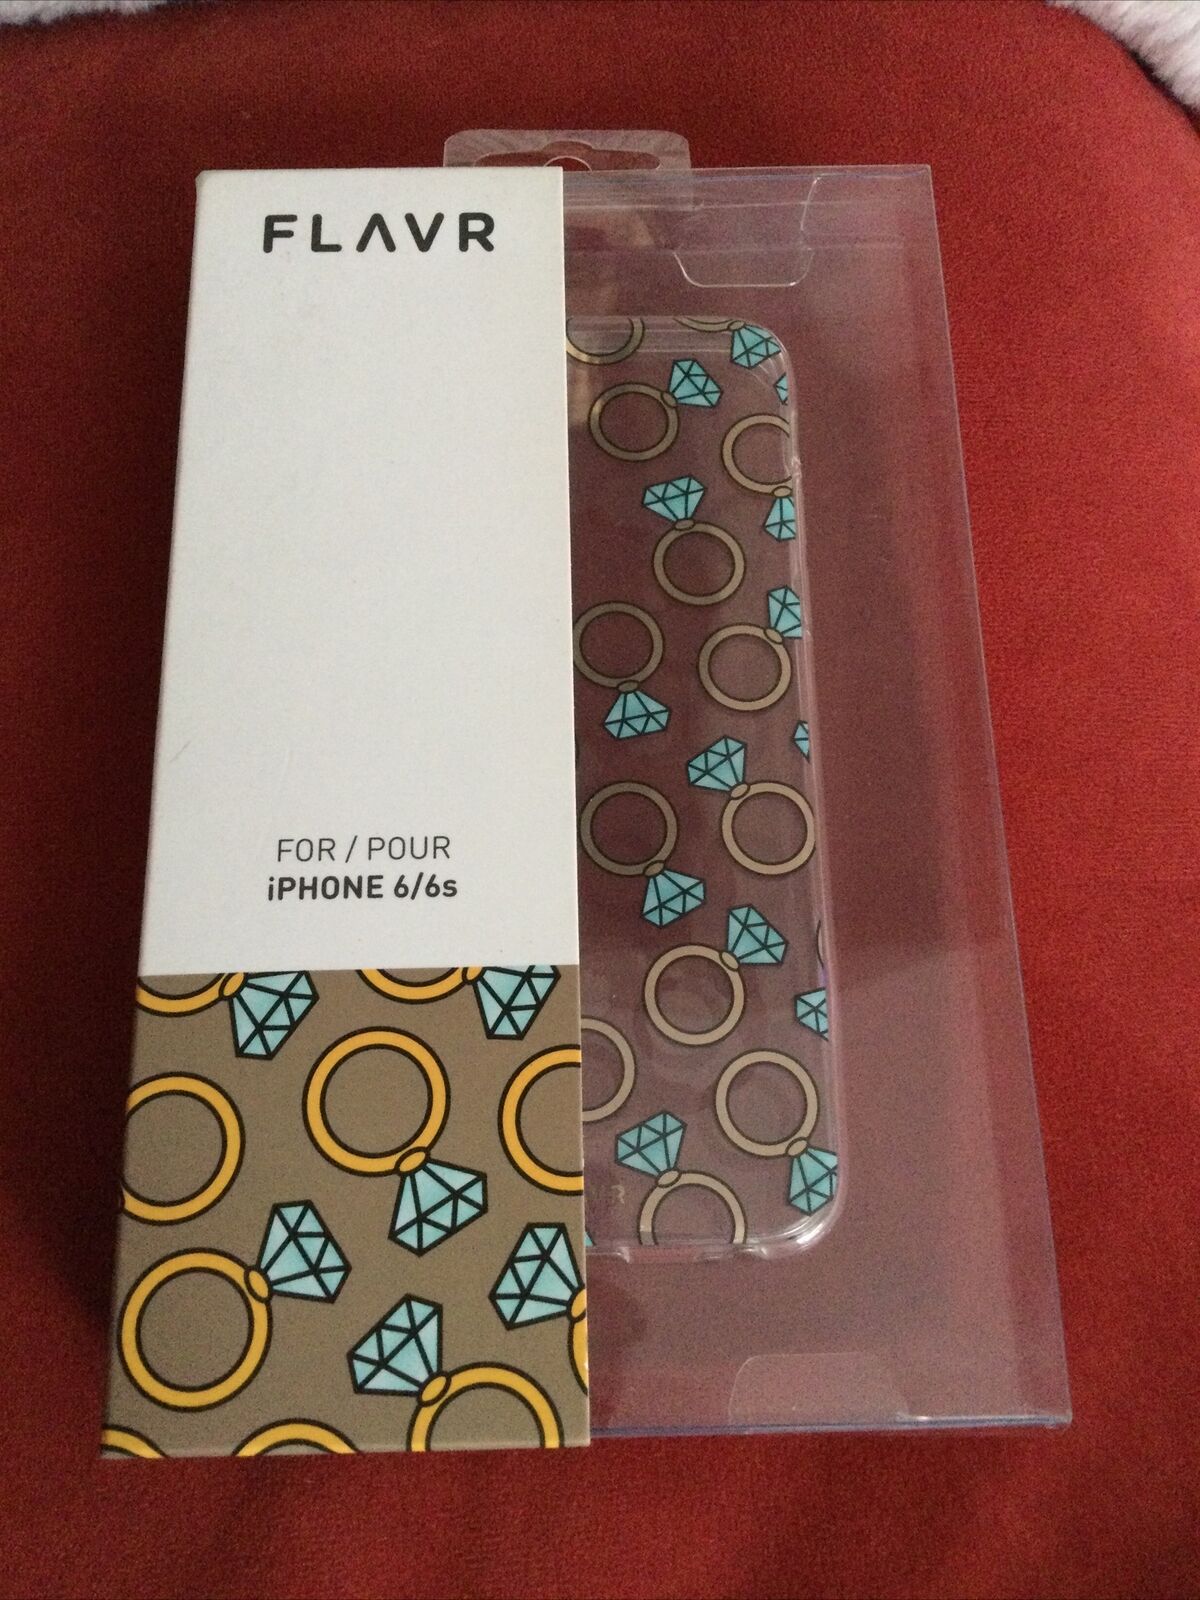 FLAVR
FOR / POUR
iPHONE 6/6s